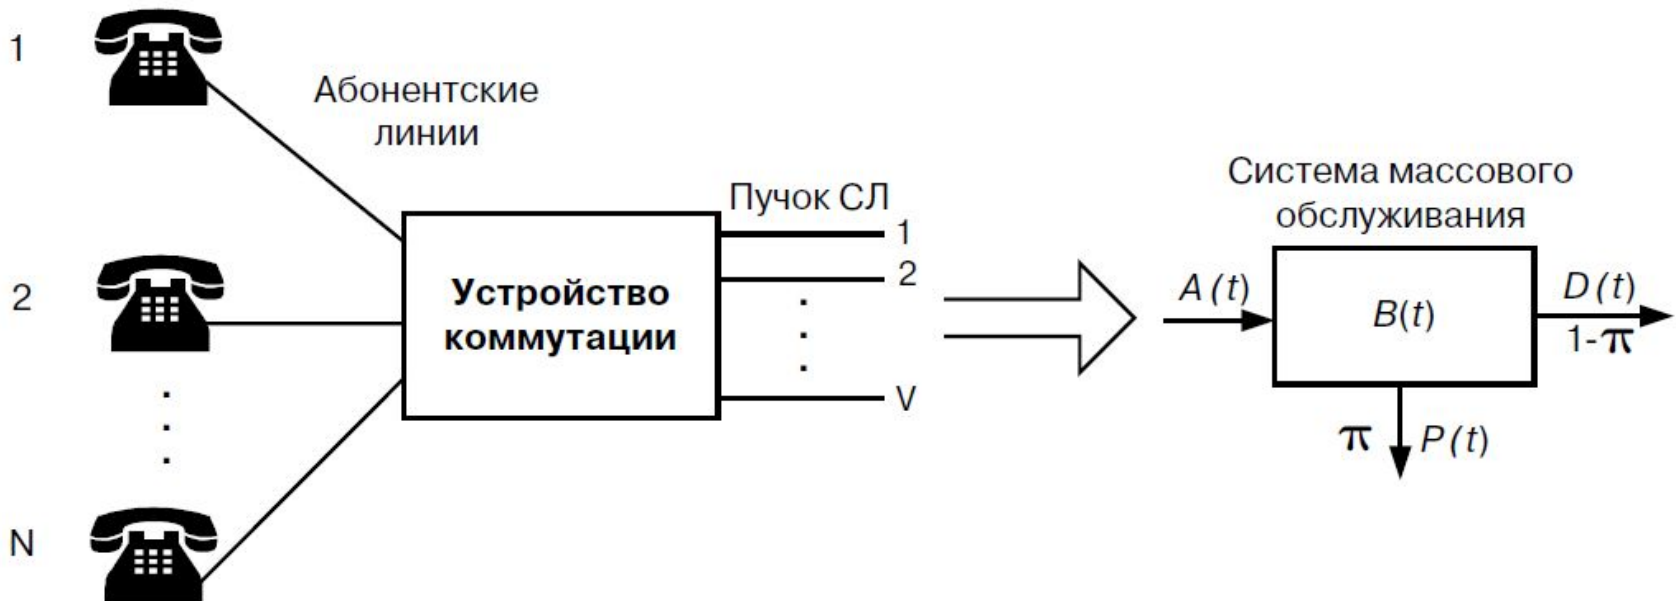 1
Абонентские
линии
Пучок СЛ
1
2
Устройство
коммутации
2
V
N
Система массового
обслуживания
A(t)
B(t)
D(t)
1-π
π P(t)